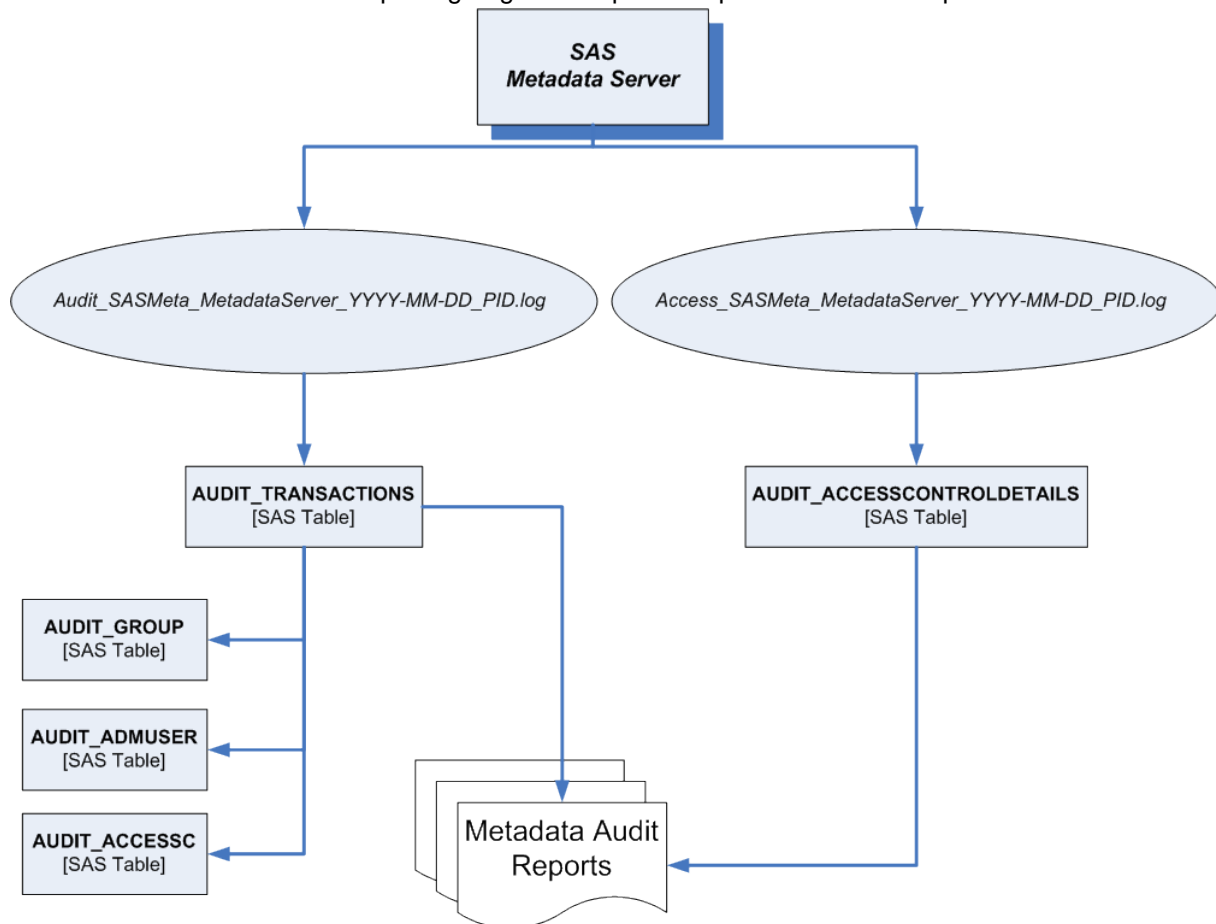 SAS
Metadata Server
Audit_SASMeta_MetadataServer_YYYY-MM-DD_PID.log
Access_SASMeta_MetadataServer_YYYY-MM-DD_PID.log
AUDIT_TRANSACTIONS
[SAS Table]
AUDIT_ACCESSCONTROLDETAILS
[SAS Table]
AUDIT_GROUP
[SAS Table]
AUDIT_ADMUSER
[SAS Table]
AUDIT_ACCESSC
[SAS Table]
Metadata Audit
Reports